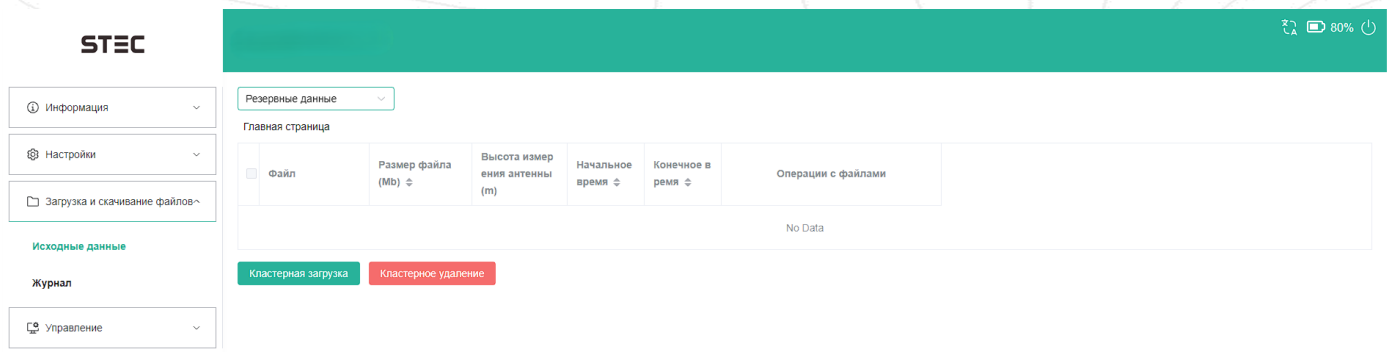 STEC
80%
Резервные данные
Информация
Главная страница
Настройки
Файл
Размер файла
(Mb)
Высота измер
ения антенны
(m)
Начальное
время
Конечное в
ремя
Операции с файлами
Загрузка и скачивание файлов
No Data
Исходные данные
Журнал
Кластерная загрузка
Кластерное удаление
Управление